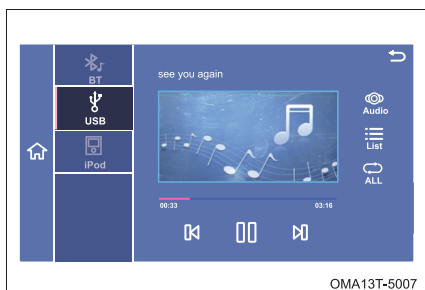 BT
USB
iPod
see you again
Audio
List
ALL
00:33
03:16
OMA13T-5007